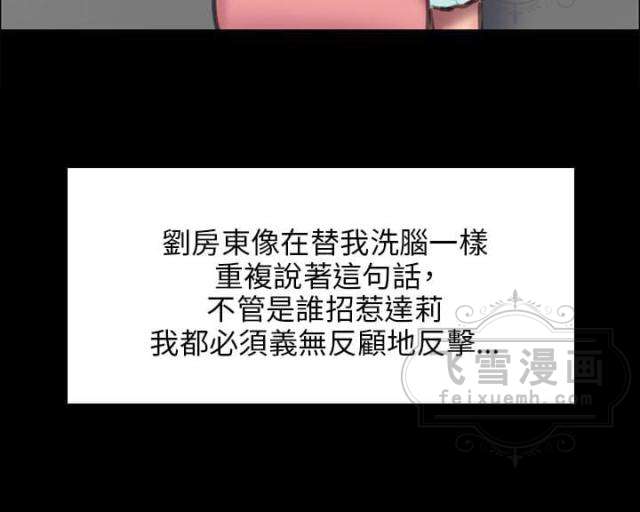 劉房東像在替我洗腦一樣
重複說著這句話，
不管是誰招惹達莉
我都必須義無反顧地反擊...
飞雪漫画
feixuemh.com